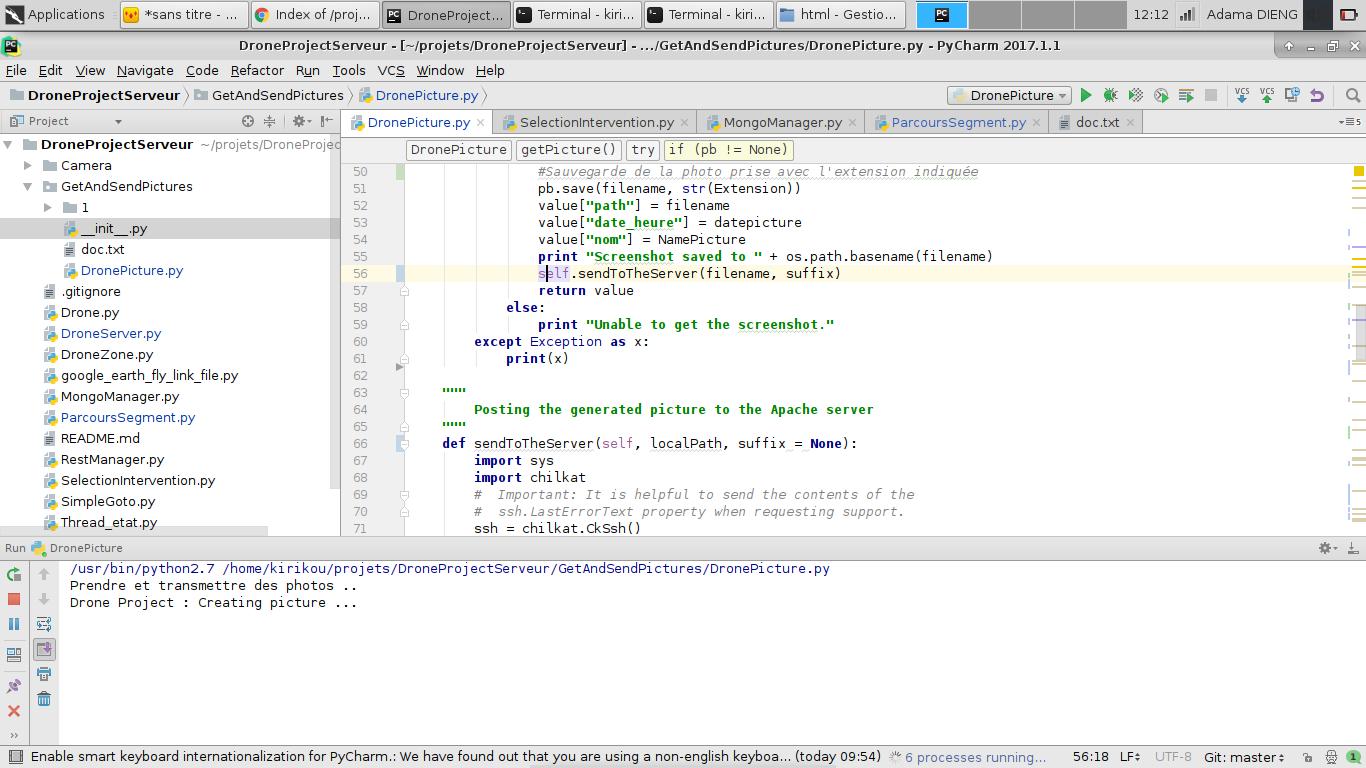 Applications
*sans titre - ...
Index of /proj...
DroneProject...
Terminal - kiri...
Terminal - kiri...
html - Gestio...
12:12
Adama DIENG
DroneProjectServeur - [~/projets/DroneProjectServeur] - .../GetAndSendPictures/DronePicture.py - PyCharm 2017.1.1
File Edit View Navigate Code Refactor Run Tools VCS Window Help
DroneProjectServeur GetAndSendPictures DronePicture.py
DronePicture
VCS VCS
Project
DronePicture.py SelectionIntervention.py MongoManager.py ParcoursSegment.py doc.txt
5
DroneProjectServeur ~/projets/DroneProjec
Camera
GetAndSendPictures
1
__init__.py
doc.txt
DronePicture.py
.gitignore
Drone.py
DroneServer.py
DroneZone.py
google_earth_fly_link_file.py
MongoManager.py
ParcoursSegment.py
README.md
RestManager.py
SelectionIntervention.py
SimpleGoto.py
Thread_etat.py
DronePicture getPicture() try if (pb != None)
50 #Sauvegarde de la photo prise avec l'extension indiquée
51 pb.save(filename, str(Extension))
52 value["path"] = filename
53 value["date_heure"] = datepicture
54 value["nom"] = NamePicture
55 print "Screenshot saved to " + os.path.basename(filename)
56 self.sendToTheServer(filename, suffix)
57 return value
58 else:
59 print "Unable to get the screenshot."
60 except Exception as x:
61 print(x)
62
63 """
64 Posting the generated picture to the Apache server
65 """
66 def sendToTheServer(self, localPath, suffix = None):
67 import sys
68 import chilkat
69 # Important: It is helpful to send the contents of the
70 # ssh.LastErrorText property when requesting support.
71 ssh = chilkat.CkSsh()
Run DronePicture
/usr/bin/python2.7 /home/kirikou/projets/DroneProjectServeur/GetAndSendPictures/DronePicture.py
Prendre et transmettre des photos ..
Drone Project : Creating picture ...
Enable smart keyboard internationalization for PyCharm.: We have found out that you are using a non-english keyboa... (today 09:54)
6 processes running...
56:18 LF UTF-8 Git: master
1